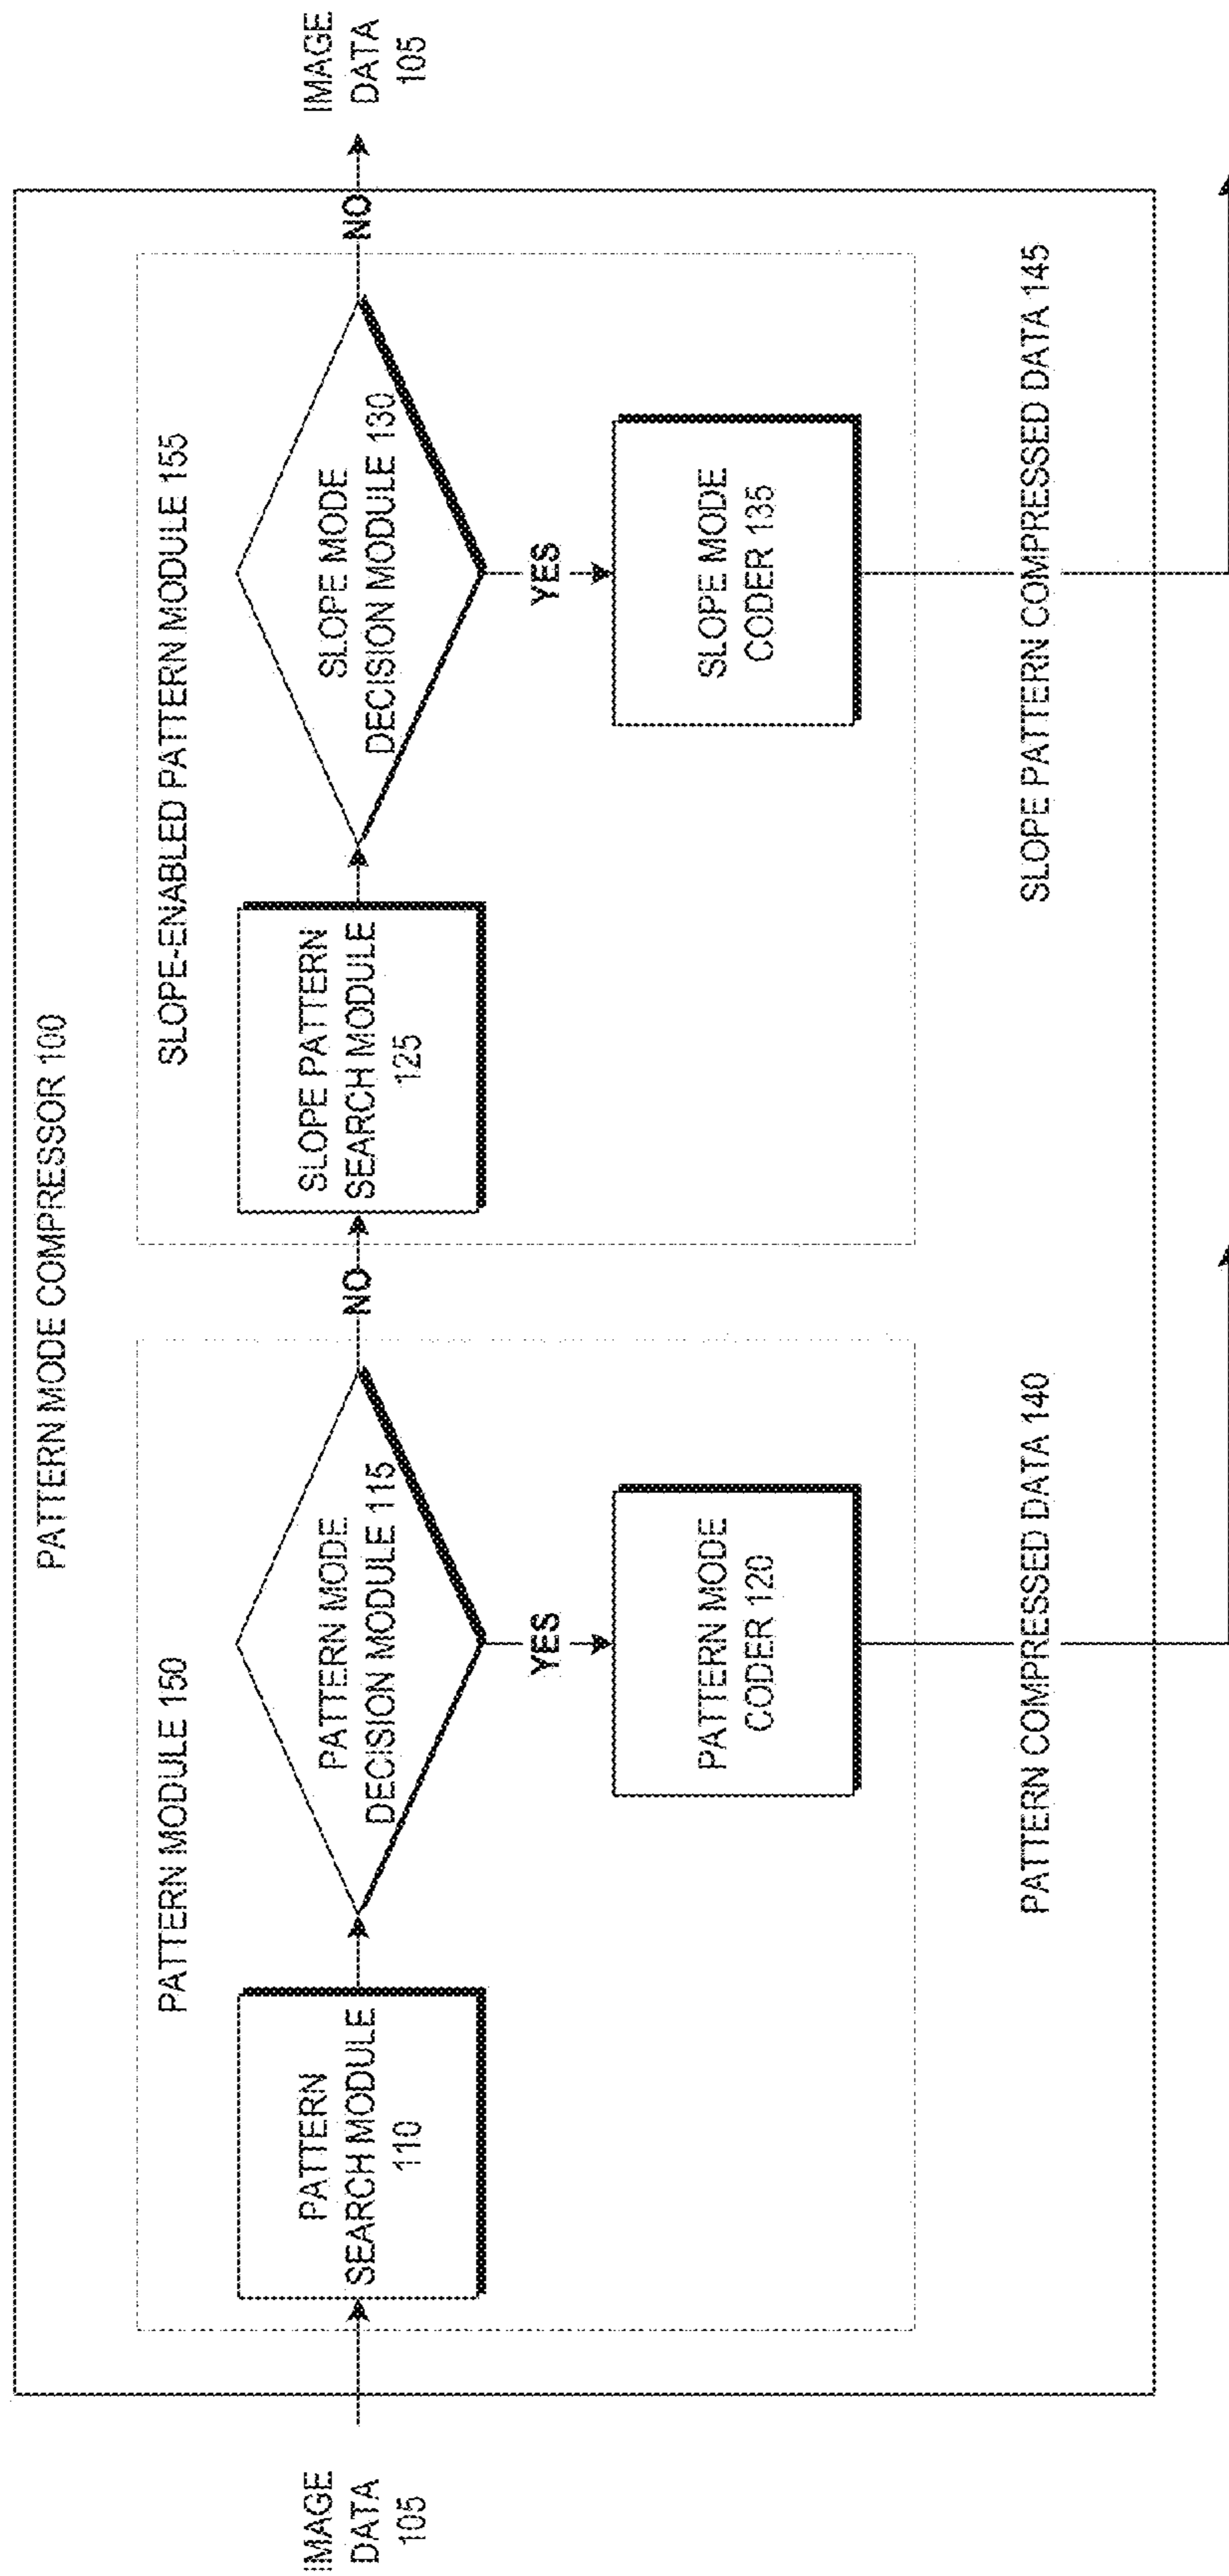 PATTERN MODE COMPRESSOR 100
IMAGE
DATA
105
PATTERN MODULE 150
PATTERN
SEARCH MODULE
110
PATTERN MODE
DECISION MODULE 115
NO
YES
PATTERN MODE
CODER 120
PATTERN COMPRESSED DATA 140
SLOPE-ENABLED PATTERN MODULE 155
SLOPE PATTERN
SEARCH MODULE
125
SLOPE MODE
DECISION MODULE 130
NO
YES
SLOPE MODE
CODER 135
SLOPE PATTERN COMPRESSED DATA 145
IMAGE
DATA
105